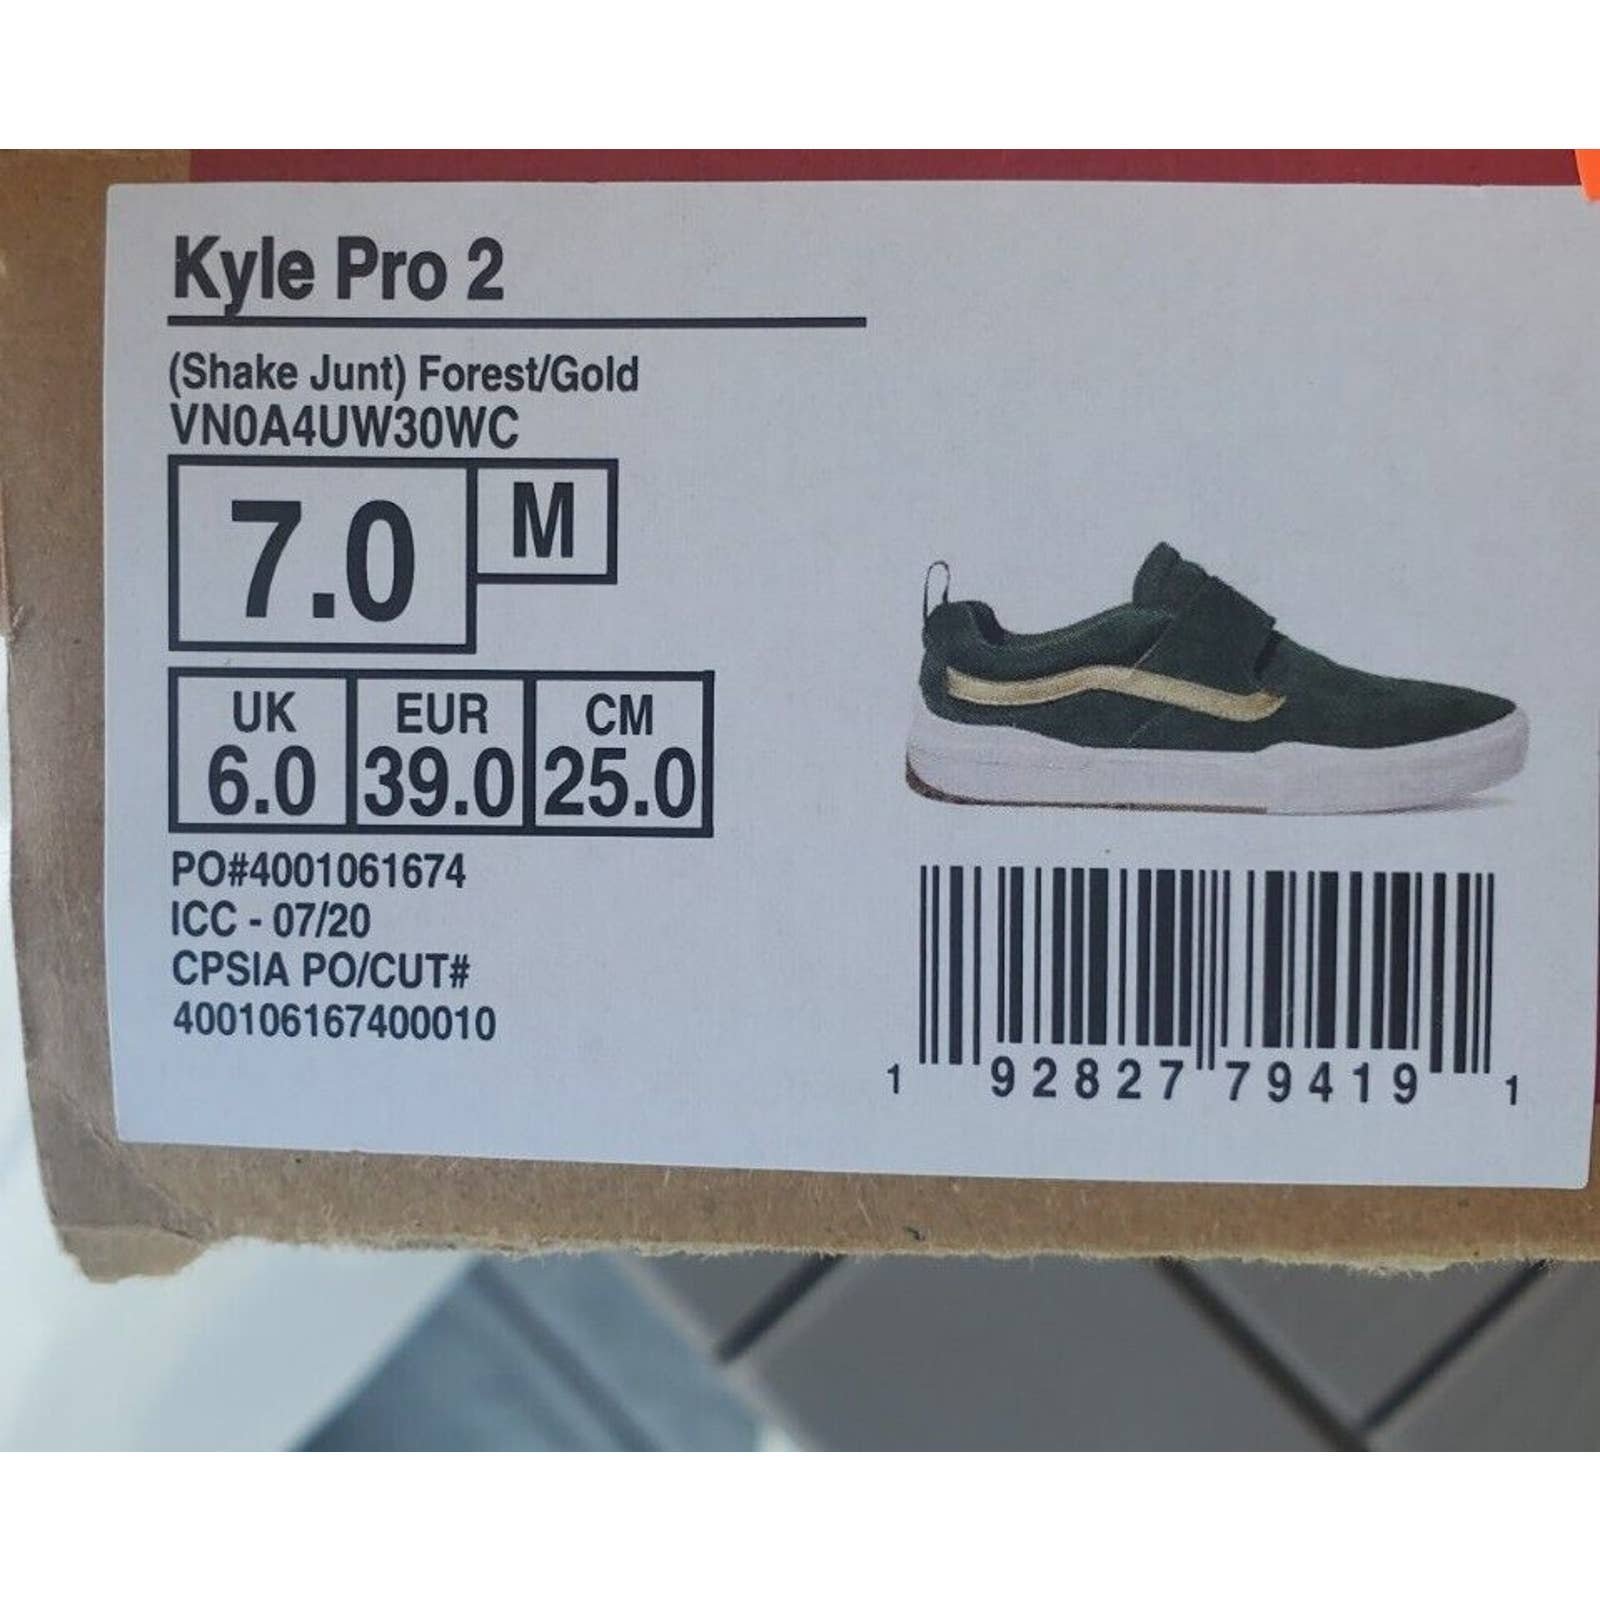 Kyle Pro 2
(Shake Junt) Forest/Gold
VN0A4UW30WC
7.0 M
UK EUR CM
6.0 39.0 25.0
PO#4001061674
ICC - 07/20
CPSIA PO/CUT#
400106167400010
1 92827 79419 1